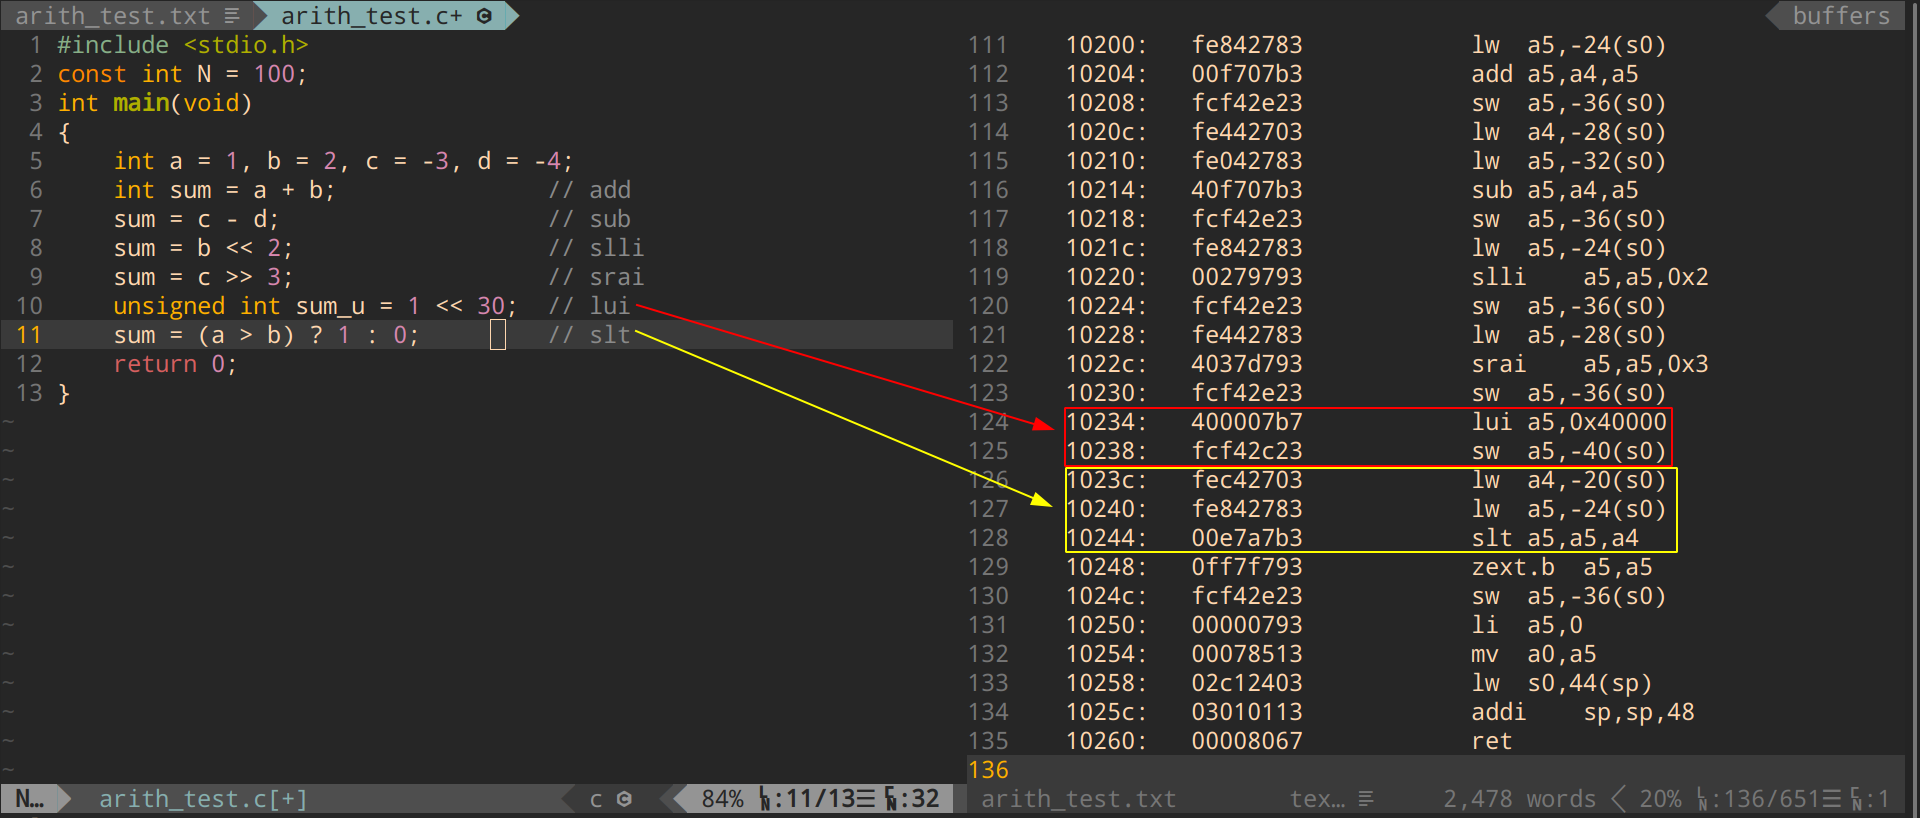 arith_test.txt
arith_test.c+
buffers
1 #include <stdio.h>
2 const int N = 100;
3 int main(void)
4 {
5     int a = 1, b = 2, c = -3, d = -4;
6     int sum = a + b;               // add
7     sum = c - d;                   // sub
8     sum = b << 2;                  // slli
9     sum = c >> 3;                  // srai
10     unsigned int sum_u = 1 << 30;  // lui
11     sum = (a > b) ? 1 : 0;         // slt
12     return 0;
13 }
~
~
~
~
~
~
~
~
~
~
~
~
~
N...  arith_test.c[+]  c  84% LN:11/13☰ CN:32
111    10200:   fe842783            lw  a5,-24(s0)
112    10204:   00f707b3            add a5,a4,a5
113    10208:   fcf42e23            sw  a5,-36(s0)
114    1020c:   fe442703            lw  a4,-28(s0)
115    10210:   fe042783            lw  a5,-32(s0)
116    10214:   40f707b3            sub a5,a4,a5
117    10218:   fcf42e23            sw  a5,-36(s0)
118    1021c:   fe842783            lw  a5,-24(s0)
119    10220:   00279793            slli    a5,a5,0x2
120    10224:   fcf42e23            sw  a5,-36(s0)
121    10228:   fe442783            lw  a5,-28(s0)
122    1022c:   4037d793            srai    a5,a5,0x3
123    10230:   fcf42e23            sw  a5,-36(s0)
124    10234:   400007b7            lui a5,0x40000
125    10238:   fcf42c23            sw  a5,-40(s0)
126    1023c:   fec42703            lw  a4,-20(s0)
127    10240:   fe842783            lw  a5,-24(s0)
128    10244:   00e7a7b3            slt a5,a5,a4
129    10248:   0ff7f793            zext.b  a5,a5
130    1024c:   fcf42e23            sw  a5,-36(s0)
131    10250:   00000793            li  a5,0
132    10254:   00078513            mv  a0,a5
133    10258:   02c12403            lw  s0,44(sp)
134    1025c:   03010113            addi    sp,sp,48
135    10260:   00008067            ret
136
arith_test.txt  tex...  2,478 words  20% LN:136/651☰ CN:1